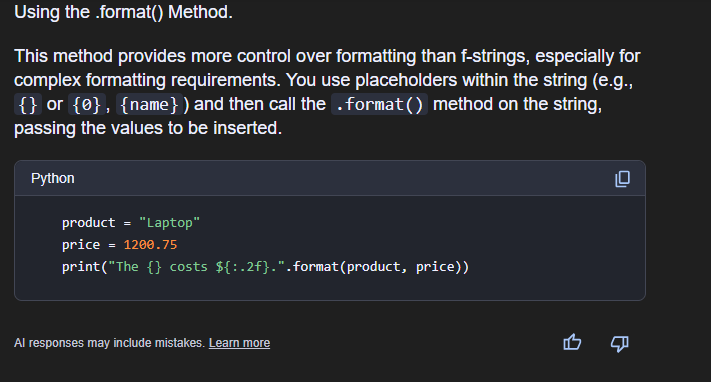 Using the .format() Method.
This method provides more control over formatting than f-strings, especially for
complex formatting requirements. You use placeholders within the string (e.g.,
{} or {0}, {name}) and then call the .format() method on the string,
passing the values to be inserted.
Python
product = "Laptop"
price = 1200.75
print("The {} costs ${:.2f}.".format(product, price))
AI responses may include mistakes. Learn more